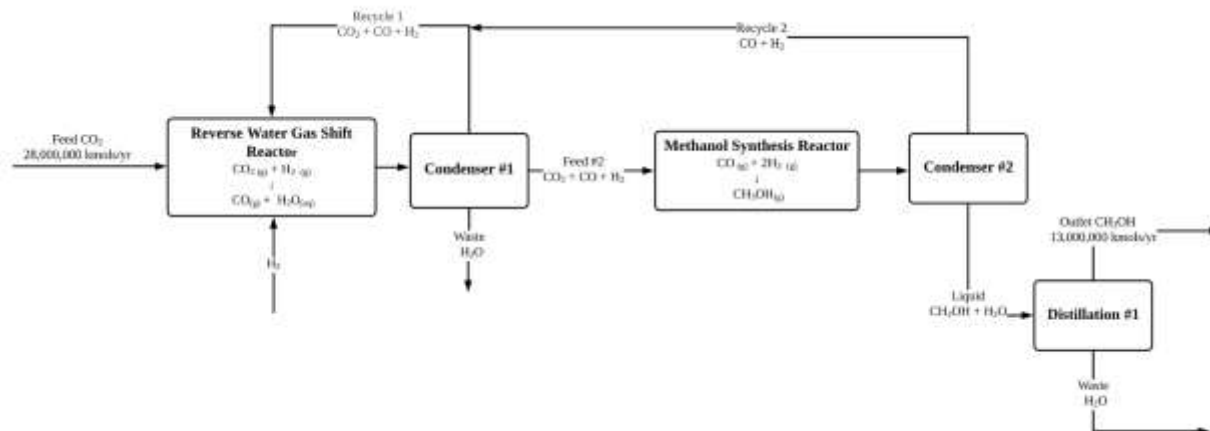 Recycle 1
CO₂ + CO + H₂
Recycle 2
CO + H₂
Feed CO₂
28,000,000 kmols/yr
Reverse Water Gas Shift
Reactor
CO₂ (g) + H₂ (g)
↓
CO(g) + H₂O(aq)
H₂
Condenser #1
Waste
H₂O
Feed #2
CO₂ + CO + H₂
Methanol Synthesis Reactor
CO (g) + 2H₂ (g)
↓
CH₃OH(g)
Condenser #2
Liquid
CH₃OH + H₂O
Outlet CH₃OH
13,000,000 kmols/yr
Distillation #1
Waste
H₂O